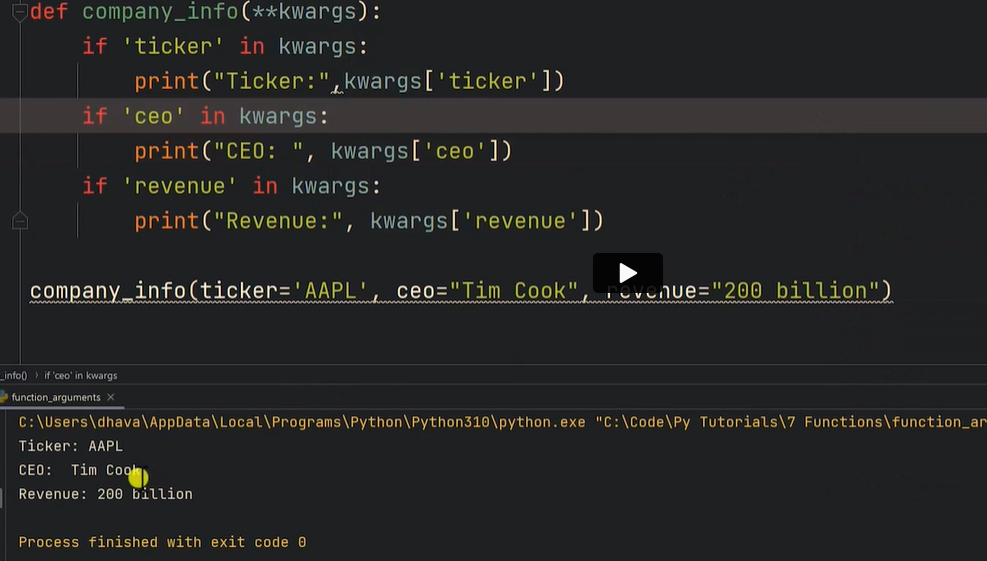 def company_info(**kwargs):
    if 'ticker' in kwargs:
        print("Ticker:",kwargs['ticker'])
    if 'ceo' in kwargs:
        print("CEO: ", kwargs['ceo'])
    if 'revenue' in kwargs:
        print("Revenue:", kwargs['revenue'])
company_info(ticker='AAPL', ceo="Tim Cook", revenue="200 billion")
_info() › if 'ceo' in kwargs
function_arguments ×
C:\Users\dhava\AppData\Local\Programs\Python\Python310\python.exe "C:\Code\Py Tutorials\7 Functions\function_ar
Ticker: AAPL
CEO:  Tim Cook
Revenue: 200 billion
Process finished with exit code 0